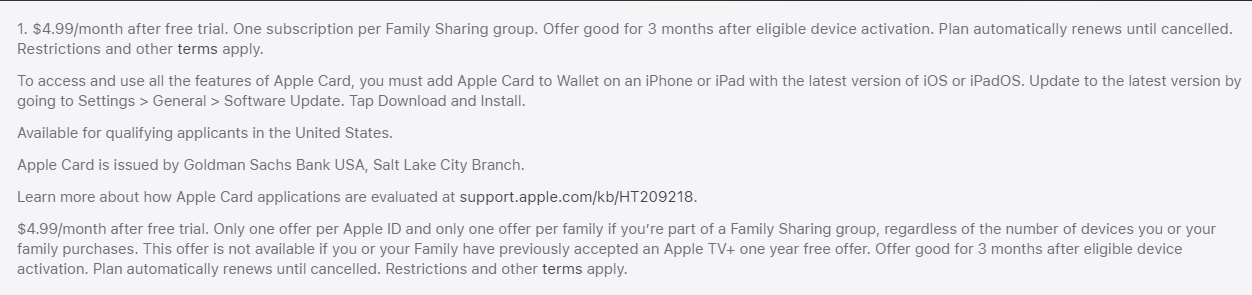 1. $4.99/month after free trial. One subscription per Family Sharing group. Offer good for 3 months after eligible device activation. Plan automatically renews until cancelled.
Restrictions and other terms apply.
To access and use all the features of Apple Card, you must add Apple Card to Wallet on an iPhone or iPad with the latest version of iOS or iPadOS. Update to the latest version by
going to Settings > General > Software Update. Tap Download and Install.
Available for qualifying applicants in the United States.
Apple Card is issued by Goldman Sachs Bank USA, Salt Lake City Branch.
Learn more about how Apple Card applications are evaluated at support.apple.com/kb/HT209218.
$4.99/month after free trial. Only one offer per Apple ID and only one offer per family if you’re part of a Family Sharing group, regardless of the number of devices you or your
family purchases. This offer is not available if you or your Family have previously accepted an Apple TV+ one year free offer. Offer good for 3 months after eligible device
activation. Plan automatically renews until cancelled. Restrictions and other terms apply.